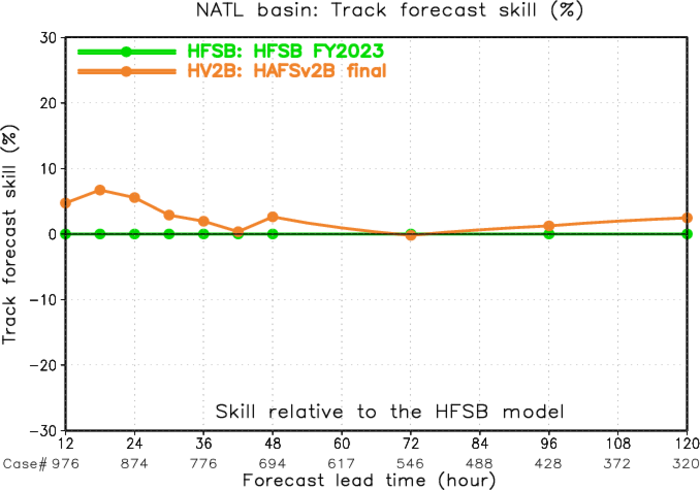 NATL basin: Track forecast skill (%)
30
HFSB: HFSB FY2023
HV2B: HAFSv2B final
20
10
0
-10
-20
-30
Track forecast skill (%)
Skill relative to the HFSB model
12 24 36 48 60 72 84 96 108 120
Case# 976 874 776 694 617 546 488 428 372 320
Forecast lead time (hour)